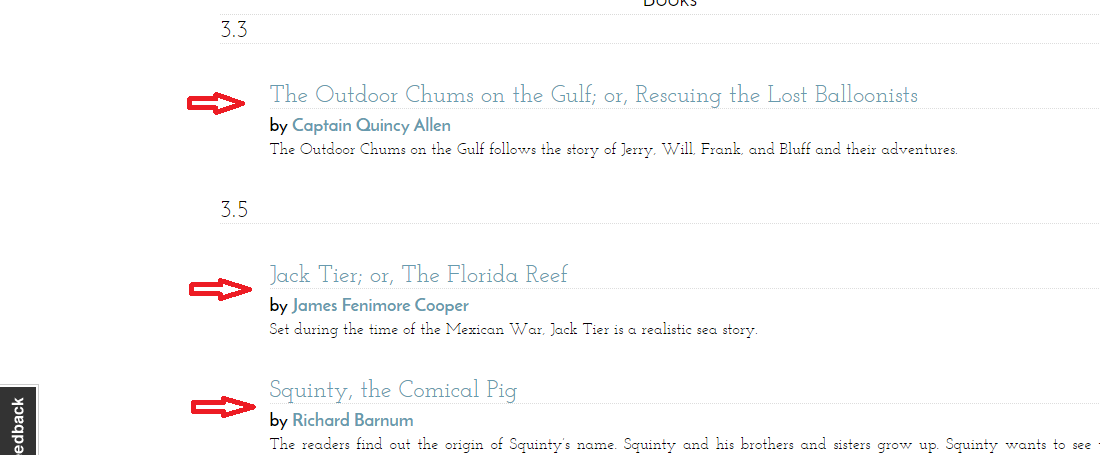 Books
3.3
The Outdoor Chums on the Gulf; or, Rescuing the Lost Balloonists
by Captain Quincy Allen
The Outdoor Chums on the Gulf follows the story of Jerry, Will, Frank, and Bluff and their adventures.
3.5
Jack Tier; or, The Florida Reef
by James Fenimore Cooper
Set during the time of the Mexican War, Jack Tier is a realistic sea story.
Squinty, the Comical Pig
by Richard Barnum
The readers find out the origin of Squinty's name. Squinty and his brothers and sisters grow up. Squinty wants to see
edback